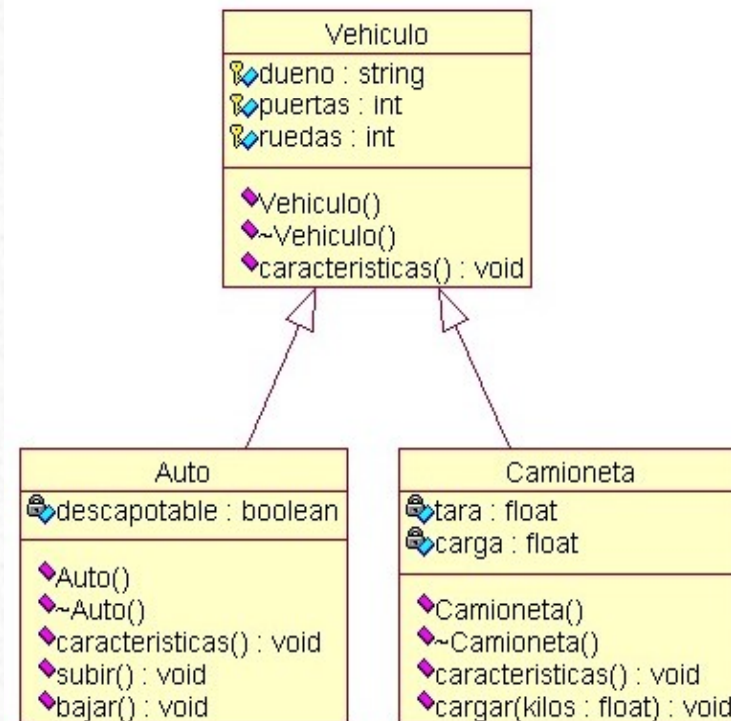 Vehiculo
dueno : string
puertas : int
ruedas : int
Vehiculo()
~Vehiculo()
caracteristicas() : void
Auto
descapotable : boolean
Auto()
~Auto()
caracteristicas() : void
subir() : void
bajar() : void
Camioneta
tara : float
carga : float
Camioneta()
~Camioneta()
caracteristicas() : void
cargar(kilos : float) : void